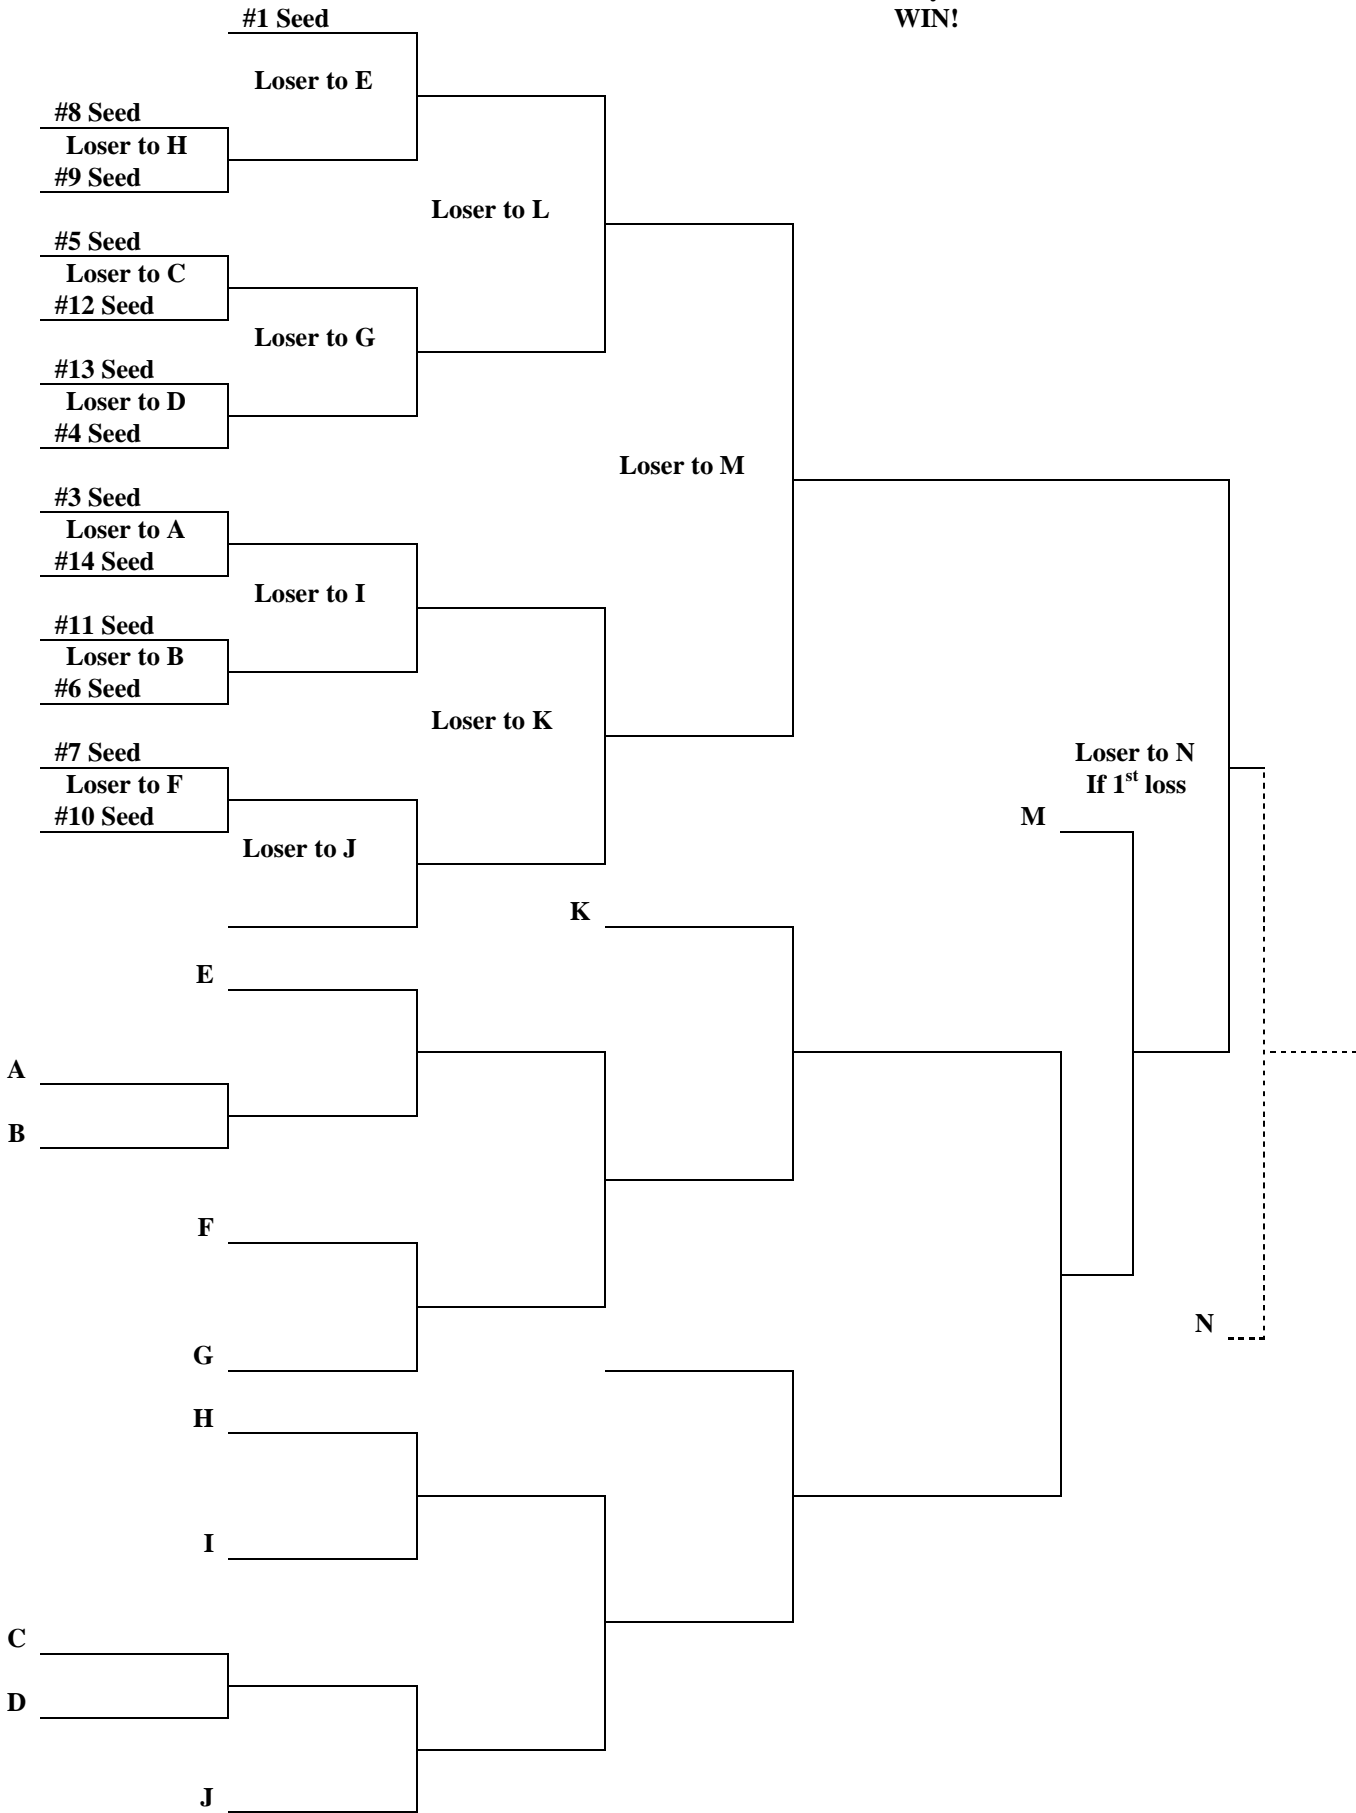 #1 Seed
WIN!
Loser to E
#8 Seed
Loser to H
#9 Seed
Loser to L
#5 Seed
Loser to C
#12 Seed
Loser to G
#13 Seed
Loser to D
#4 Seed
Loser to M
#3 Seed
Loser to A
#14 Seed
Loser to I
#11 Seed
Loser to B
#6 Seed
Loser to K
#7 Seed
Loser to F
#10 Seed
Loser to N
If 1st loss
M
Loser to J
K
E
A
B
F
N
G
H
I
C
D
J